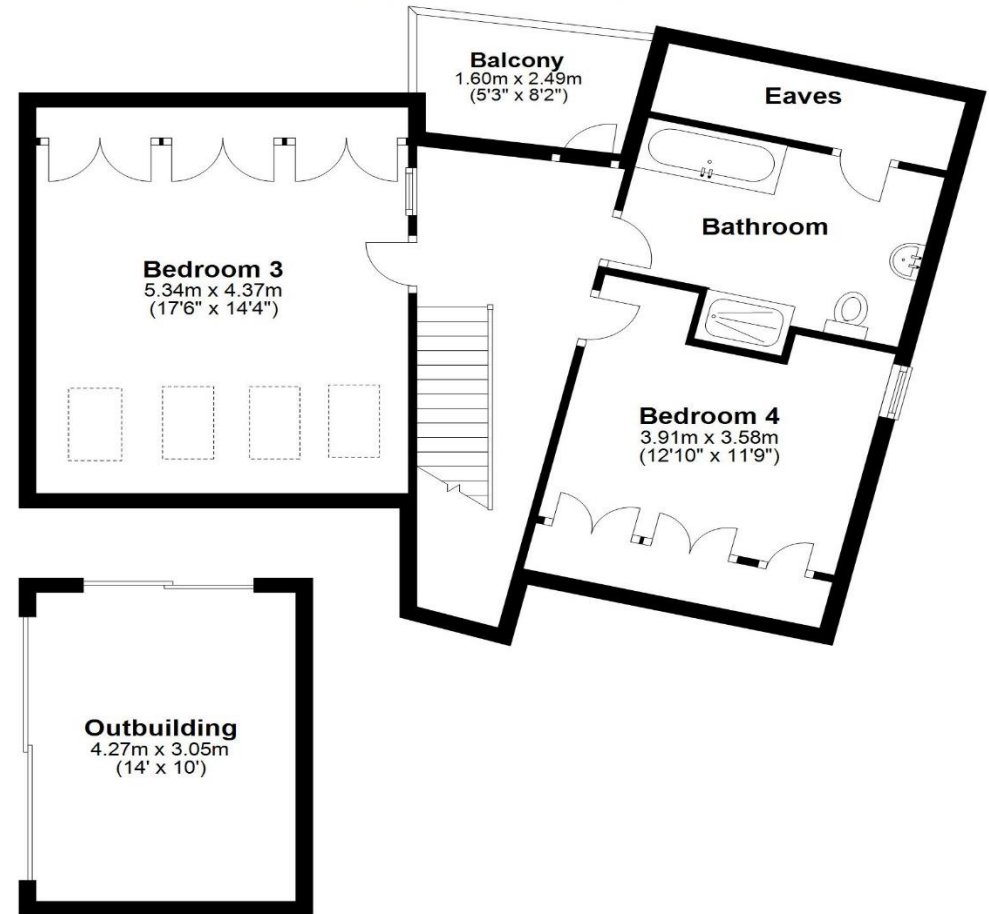 Balcony
1.60m x 2.49m
(5'3" x 8'2")
Eaves
Bathroom
Bedroom 3
5.34m x 4.37m
(17'6" x 14'4")
Bedroom 4
3.91m x 3.58m
(12'10" x 11'9")
Outbuilding
4.27m x 3.05m
(14' x 10')